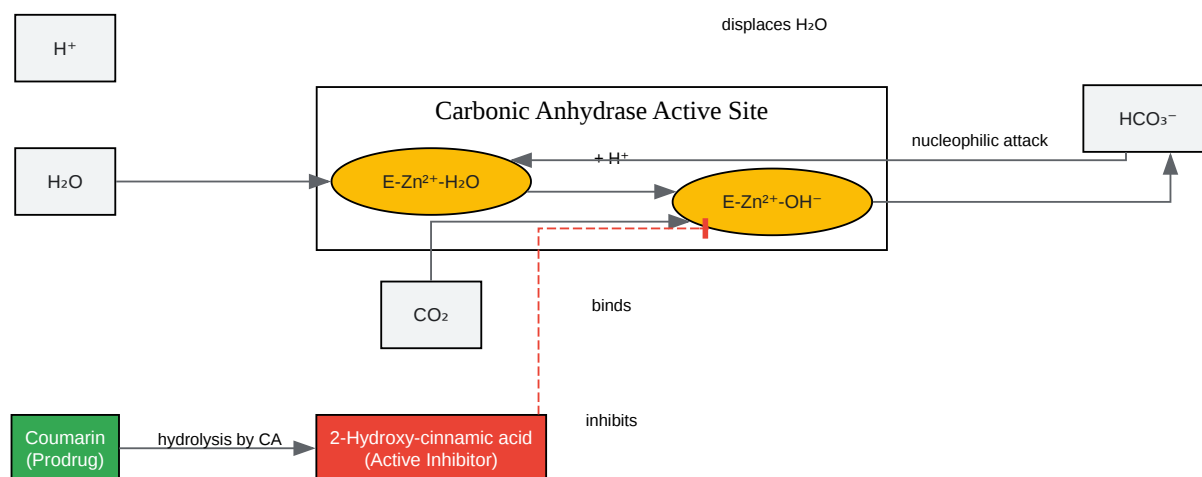 displaces H₂O
H⁺
Carbonic Anhydrase Active Site
HCO₃⁻
nucleophilic attack
+ H⁺
H₂O
E-Zn²⁺-H₂O
E-Zn²⁺-OH⁻
binds
CO₂
inhibits
Coumarin
(Prodrug)
hydrolysis by CA
2-Hydroxy-cinnamic acid
(Active Inhibitor)